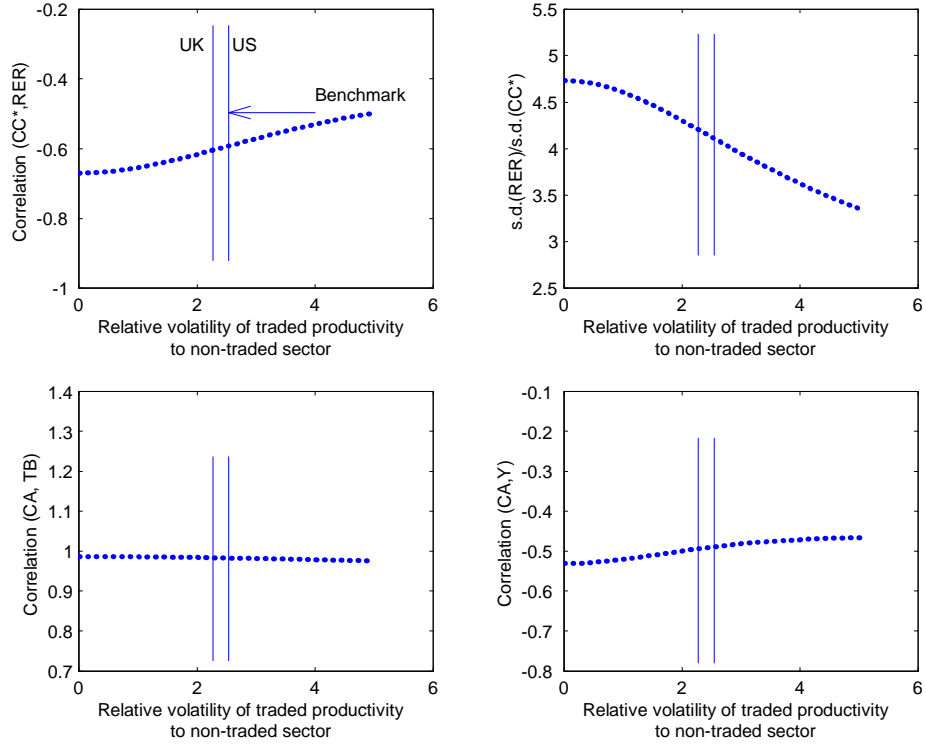 -0.2
UK
US
-0.4
Benchmark
-0.6
-0.8
-1
Correlation (CC*,RER)
0
2
4
6
Relative volatility of traded productivity
to non-traded sector
5.5
5
4.5
4
3.5
3
2.5
s.d.(RER)/s.d.(CC*)
0
2
4
6
Relative volatility of traded productivity
to non-traded sector
1.4
1.3
1.2
1.1
1
0.9
0.8
0.7
Correlation (CA, TB)
0
2
4
6
Relative volatility of traded productivity
to non-traded sector
-0.1
-0.2
-0.3
-0.4
-0.5
-0.6
-0.7
-0.8
Correlation (CA,Y)
0
2
4
6
Relative volatility of traded productivity
to non-traded sector